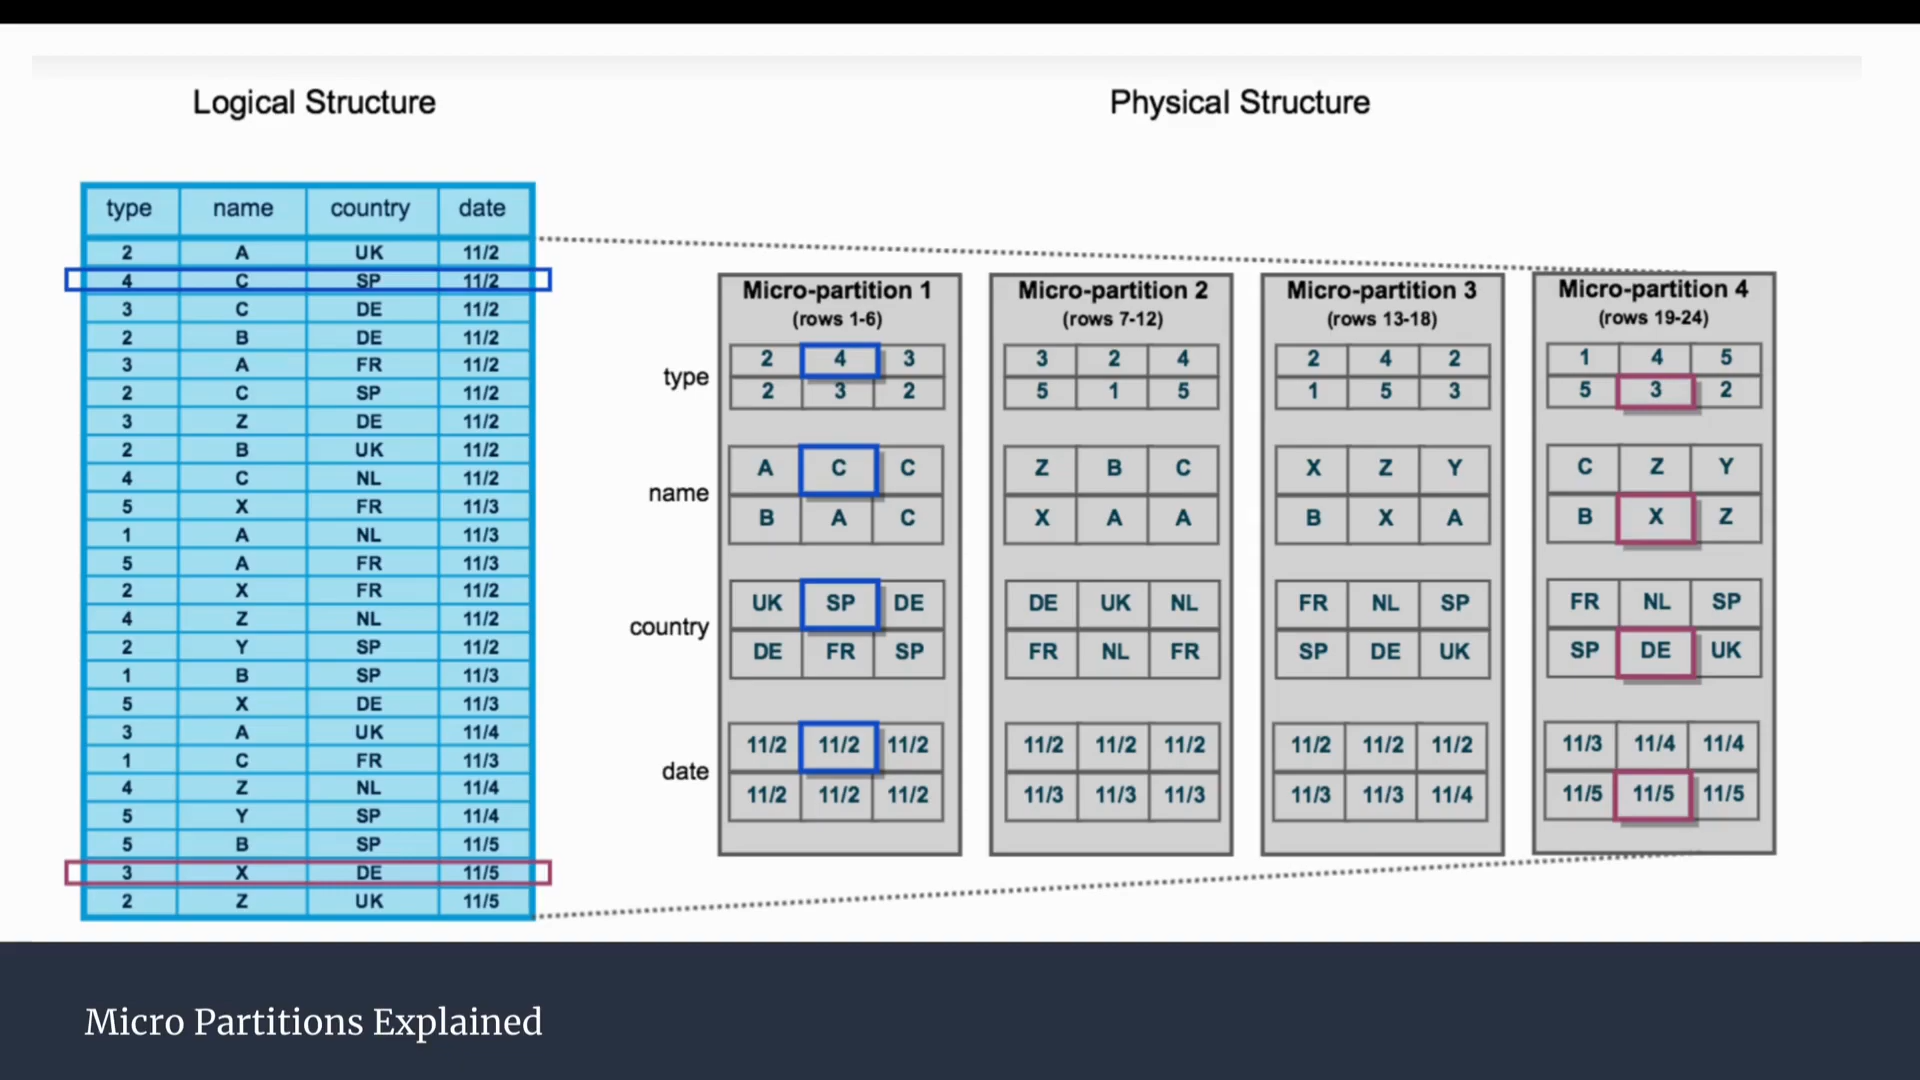 Logical Structure
Physical Structure
type name country date
2 A UK 11/2
4 C SP 11/2
3 C DE 11/2
2 B DE 11/2
3 A FR 11/2
2 C SP 11/2
3 Z DE 11/2
2 B UK 11/2
4 C NL 11/2
5 X FR 11/3
1 A NL 11/3
5 A FR 11/3
2 X FR 11/2
4 Z NL 11/2
2 Y SP 11/2
1 B SP 11/3
5 X DE 11/3
3 A UK 11/4
1 C FR 11/3
4 Z NL 11/4
5 Y SP 11/4
5 B SP 11/5
3 X DE 11/5
2 Z UK 11/5
type
name
country
date
Micro-partition 1
(rows 1-6)
2 4 3
2 3 2
A C C
B A C
UK SP DE
DE FR SP
11/2 11/2 11/2
11/2 11/2 11/2
Micro-partition 2
(rows 7-12)
3 2 4
5 1 5
Z B C
X A A
DE UK NL
FR NL FR
11/2 11/2 11/2
11/3 11/3 11/3
Micro-partition 3
(rows 13-18)
2 4 2
1 5 3
X Z Y
B X A
FR NL SP
SP DE UK
11/2 11/2 11/2
11/3 11/3 11/4
Micro-partition 4
(rows 19-24)
1 4 5
5 3 2
C Z Y
B X Z
FR NL SP
SP DE UK
11/3 11/4 11/4
11/5 11/5 11/5
Micro Partitions Explained